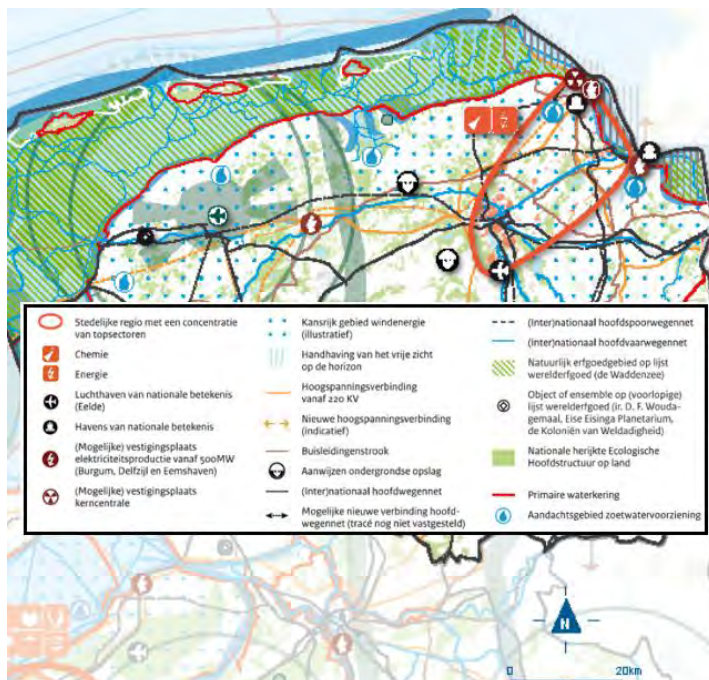 Stedelijke regio met een concentratie
van topsectoren
Chemie
Energie
Luchthaven van nationale betekenis
(Eelde)
Havens van nationale betekenis
(Mogelijke) vestigingsplaats
elektriciteitsproductie vanaf 500MW
(Burgum, Delfzijl en Eemshaven)
(Mogelijke) vestigingsplaats
kerncentrale
Kansrijk gebied windenergie
(illustratief)
Handhaving van het vrije zicht
op de horizon
Hoogspanningsverbinding
vanaf 220 KV
Nieuwe hoogspanningsverbinding
(indicatief)
Buisleidingenstrook
Aanwijzen ondergrondse opslag
(Inter)nationaal hoofdwegennet
Mogelijke nieuwe verbinding hoofd-
wegennet (tracé nog niet vastgesteld)
(Inter)nationaal hoofdspoorwegennet
(Inter)nationaal hoofdvaarwegennet
Natuurlijk erfgoedgebied op lijst
werelderfgoed (de Waddenzee)
Object of ensemble op (voorlopige)
lijst werelderfgoed (ir. D. F. Wouda-
gemaal, Eise Eisinga Planetarium,
de Koloniën van Weldadigheid)
Nationale herijkte Ecologische
Hoofdstructuur op land
Primaire waterkering
Aandachtsgebied zoetwatervoorziening
N
0 20km